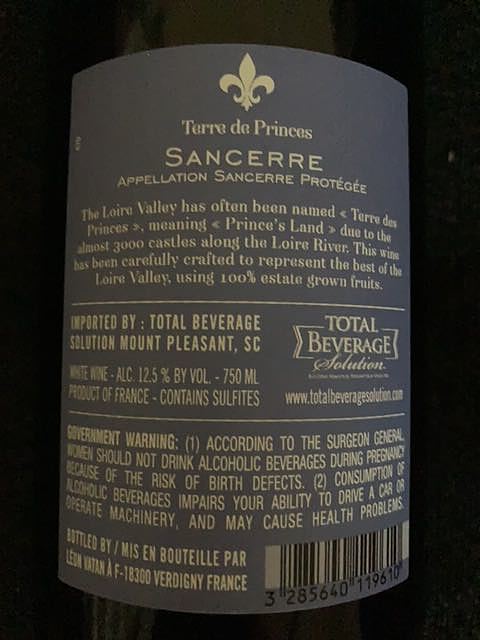 Terre de Princes
SANCERRE
APPELLATION SANCERRE PROTÉGÉE
The Loire Valley has often been named « Terre des
Princes », meaning « Prince's Land » due to the
almost 3000 castles along the Loire River. This wine
has been carefully crafted to represent the best of the
Loire Valley, using 100% estate grown fruits.
IMPORTED BY : TOTAL BEVERAGE
SOLUTION MOUNT PLEASANT, SC
WHITE WINE - ALC. 12.5 % BY VOL. - 750 ML
PRODUCT OF FRANCE - CONTAINS SULFITES
TOTAL
BEVERAGE
Solution
www.totalbeveragesolution.com
GOVERNMENT WARNING: (1) ACCORDING TO THE SURGEON GENERAL,
WOMEN SHOULD NOT DRINK ALCOHOLIC BEVERAGES DURING PREGNANCY
BECAUSE OF THE RISK OF BIRTH DEFECTS. (2) CONSUMPTION OF
ALCOHOLIC BEVERAGES IMPAIRS YOUR ABILITY TO DRIVE A CAR OR
OPERATE MACHINERY, AND MAY CAUSE HEALTH PROBLEMS.
BOTTLED BY / MIS EN BOUTEILLE PAR
LÉON VATAN À F-18300 VERDIGNY FRANCE
3 285640 119610